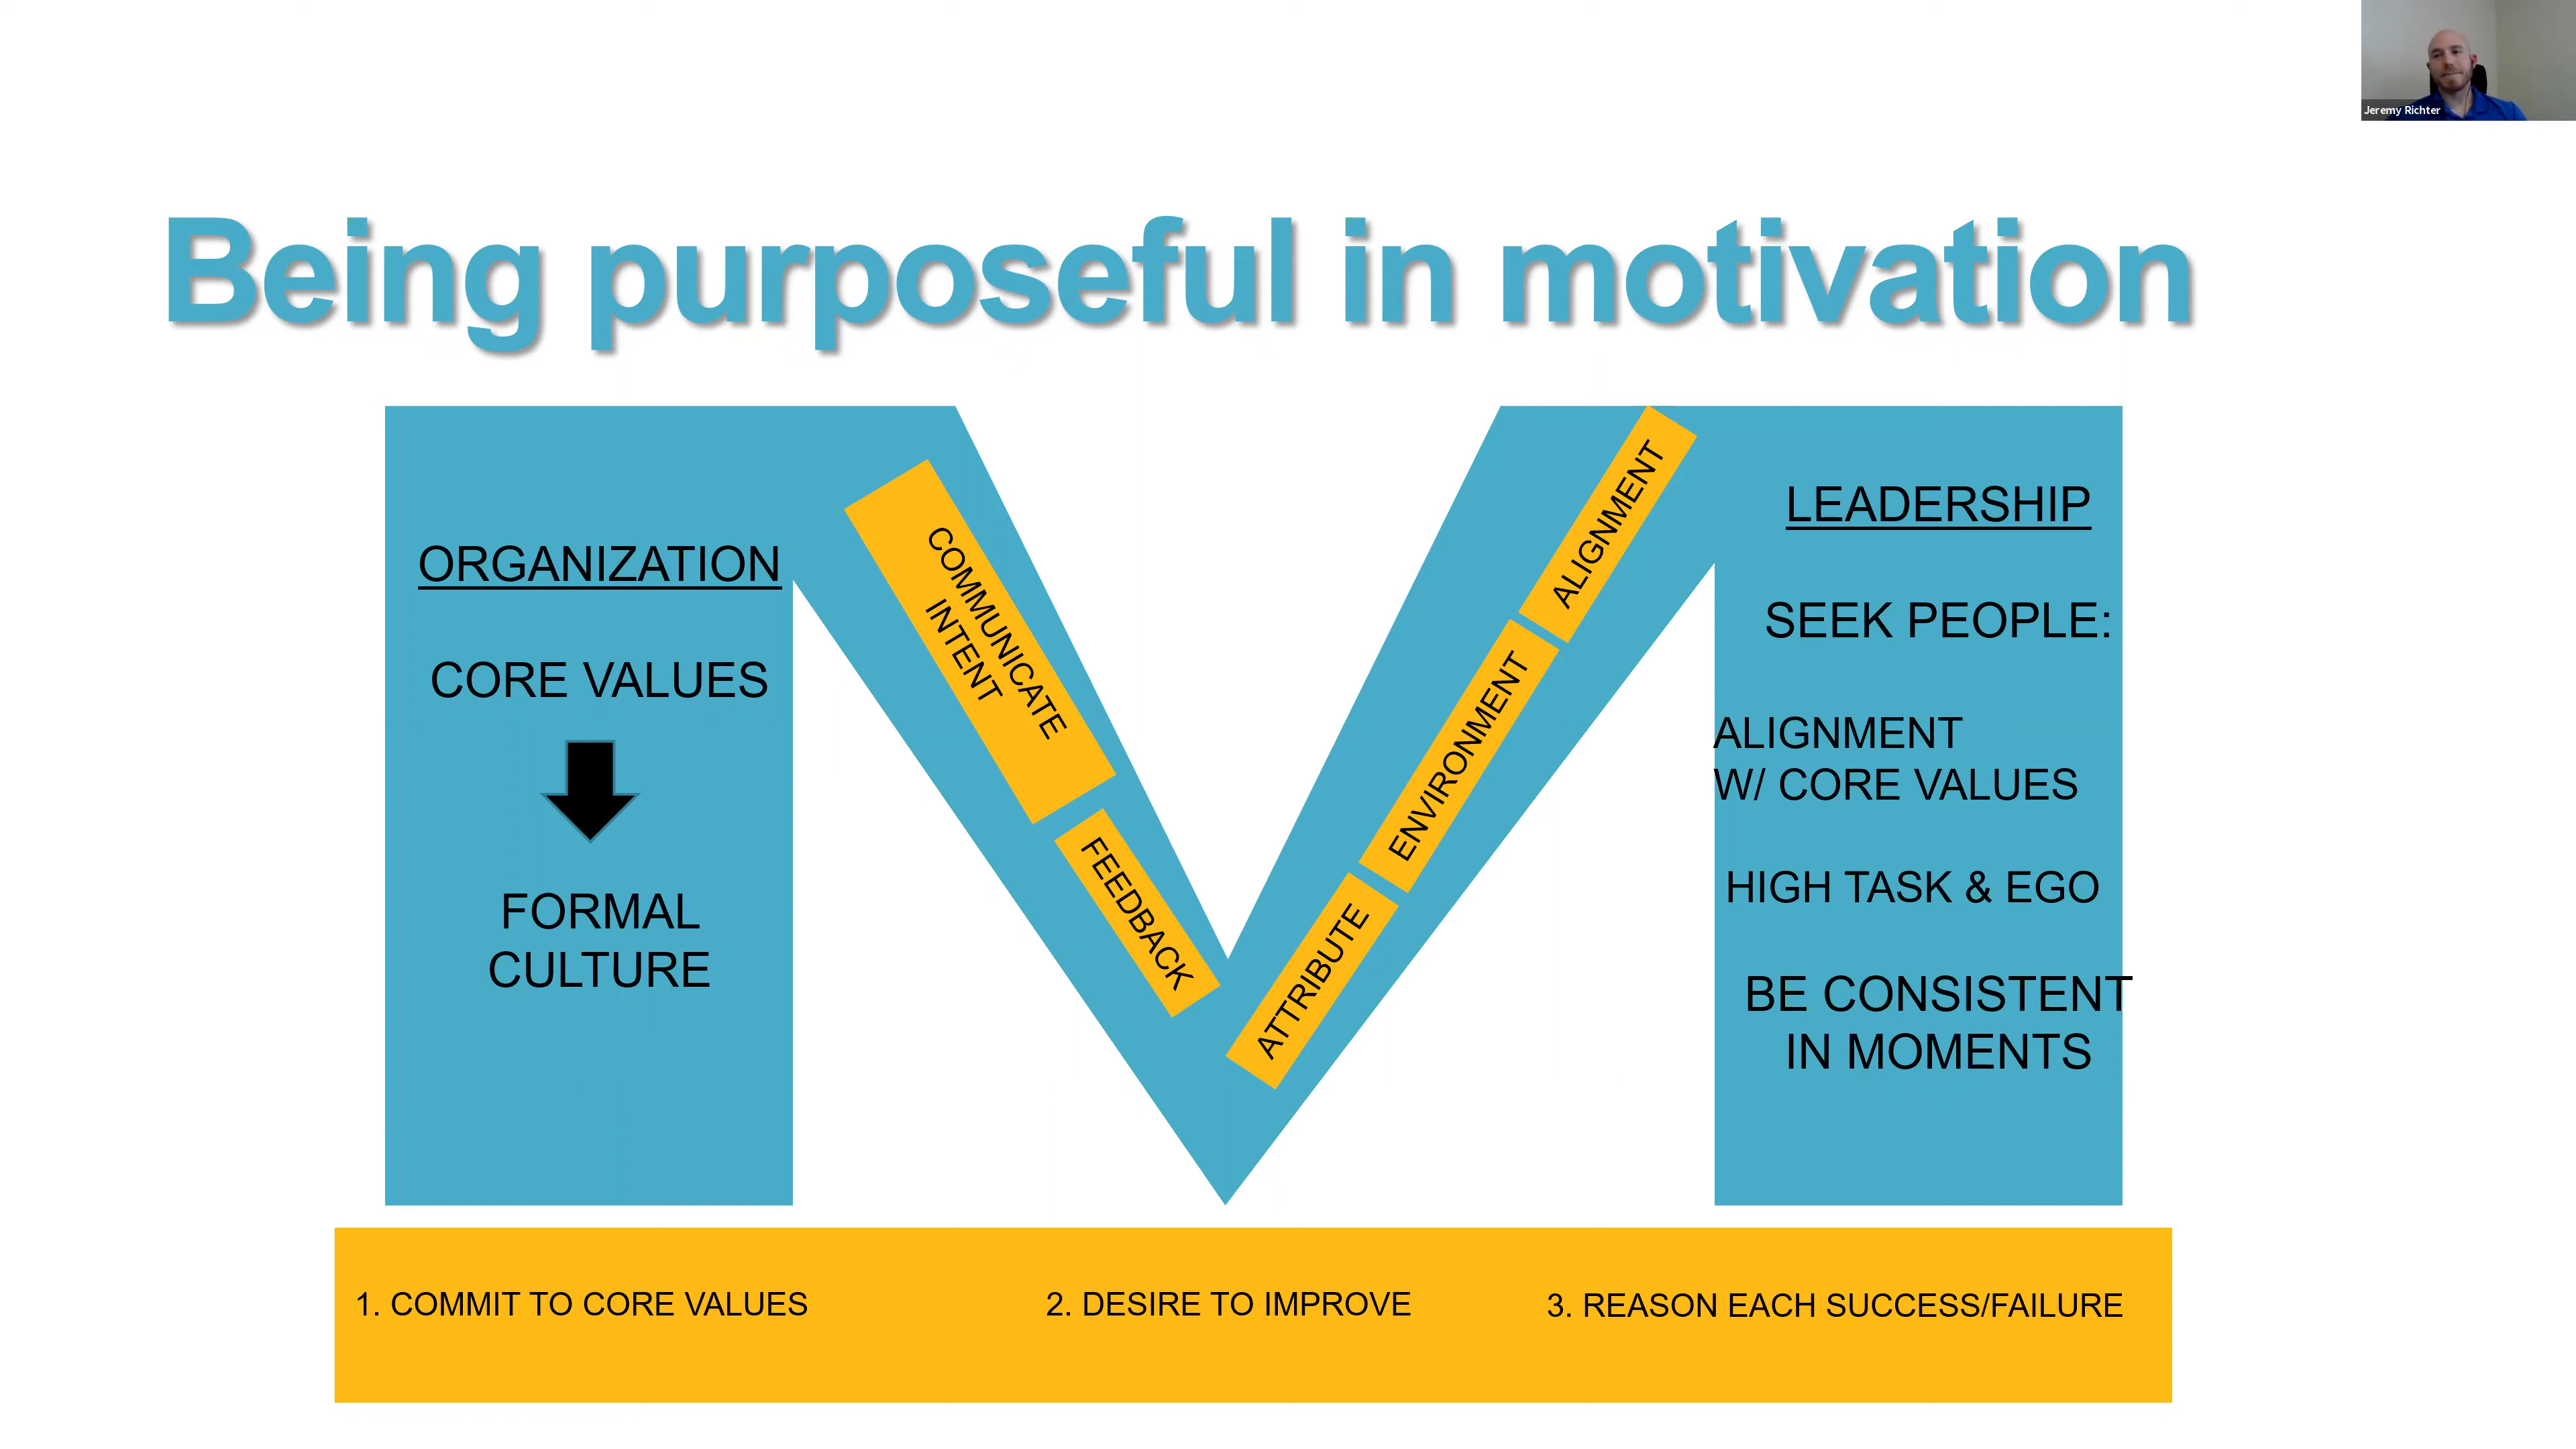 Jeremy Richter
Being purposeful in motivation
ORGANIZATION
CORE VALUES
FORMAL
CULTURE
COMMUNICATE
INTENT
FEEDBACK
ATTRIBUTE
ENVIRONMENT
ALIGNMENT
LEADERSHIP
SEEK PEOPLE:
ALIGNMENT
W/ CORE VALUES
HIGH TASK & EGO
BE CONSISTENT
IN MOMENTS
1. COMMIT TO CORE VALUES
2. DESIRE TO IMPROVE
3. REASON EACH SUCCESS/FAILURE